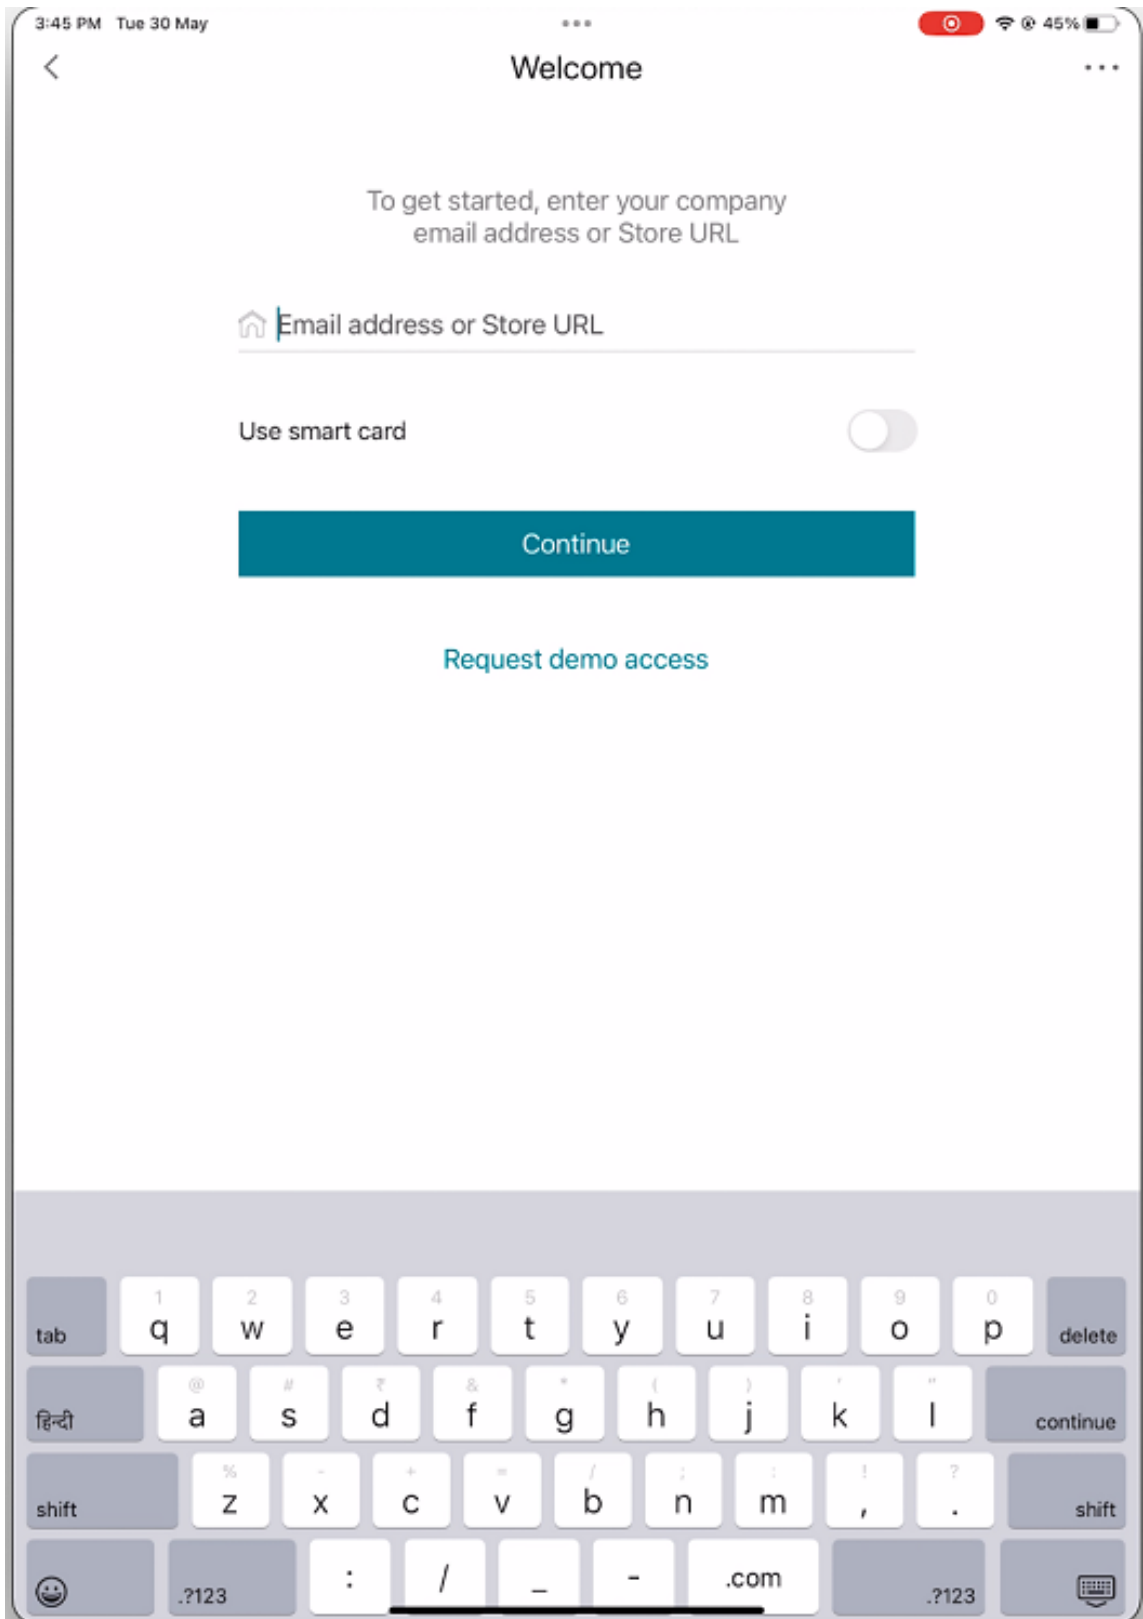 3:45 PM Tue 30 May
45%
Welcome
To get started, enter your company
email address or Store URL
Email address or Store URL
Use smart card
Continue
Request demo access
1 2 3 4 5 6 7 8 9 0
tab q w e r t y u i o p delete
@ # ₹ & * ( ) ' "
हिन्दी a s d f g h j k l continue
% - + = / ; : ! ?
shift z x c v b n m , . shift
.?123 : / _ - .com .?123